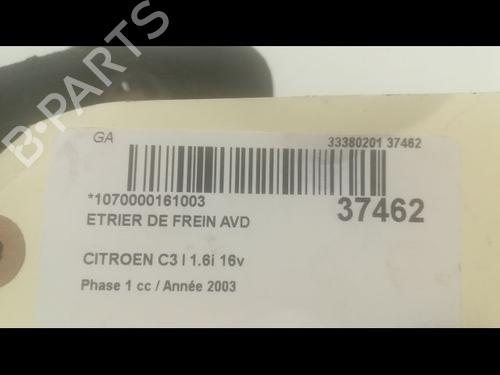 B-PARTS
GA
33380201 37462
*1070000161003
37462
ETRIER DE FREIN AVD
CITROEN C3 I 1.6i 16v
Phase 1 cc / Année 2003